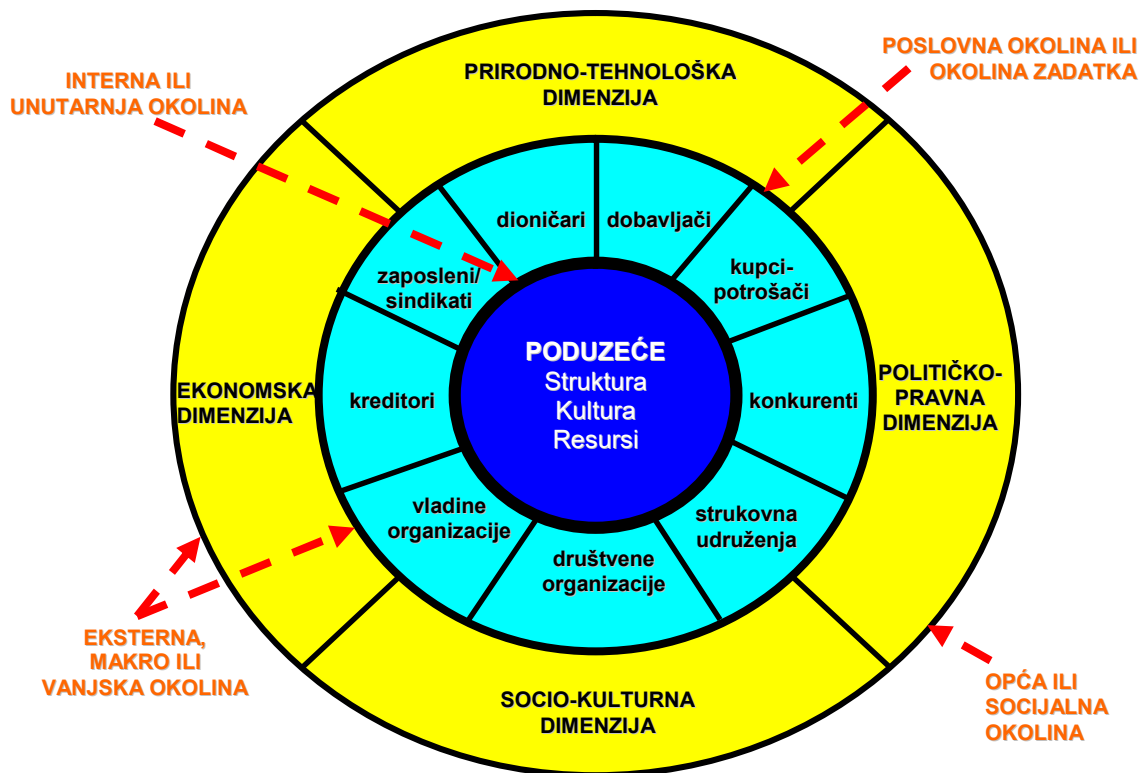 INTERNA ILI
UNUTARNJA OKOLINA
PRIRODNO-TEHNOLOŠKA
DIMENZIJA
POSLOVNA OKOLINA ILI
OKOLINA ZADATKA
dioničari
dobavljači
zaposleni/
sindikati
kupci-
potrošači
PODUZEĆE
Struktura
Kultura
Resursi
EKONOMSKA
DIMENZIJA
kreditori
konkurenti
POLITIČKO-
PRAVNA
DIMENZIJA
vladine
organizacije
strukovna
udruženja
društvene
organizacije
EKSTERNA,
MAKRO ILI
VANJSKA OKOLINA
SOCIO-KULTURNA
DIMENZIJA
OPĆA ILI
SOCIJALNA
OKOLINA